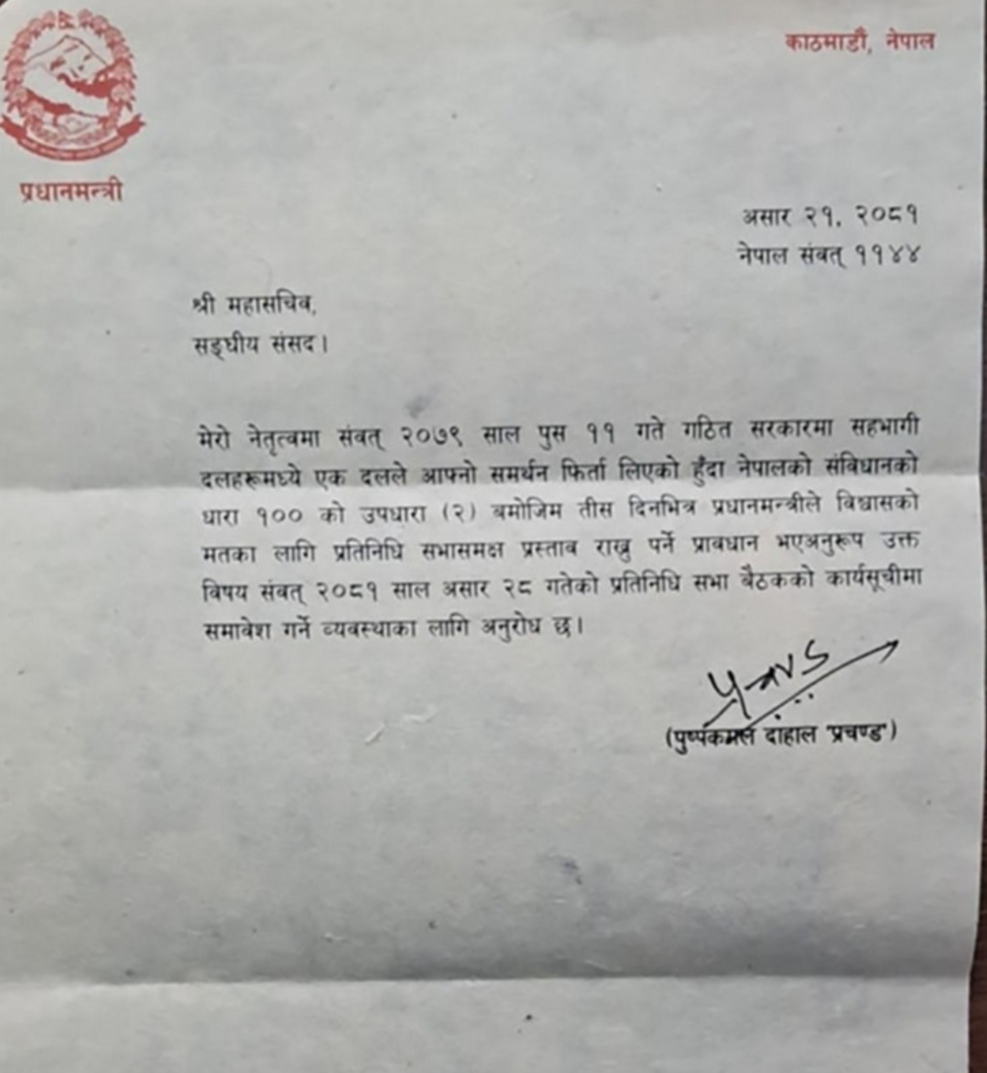 काठमाडौं, नेपाल
प्रधानमन्त्री
असार २१, २०८१
नेपाल संवत् ११४४
श्री महासचिव,
सङ्घीय संसद।
मेरो नेतृत्वमा संवत् २०७९ साल पुस ११ गते गठित सरकारमा सहभागी
दलहरूमध्ये एक दलले आफ्नो समर्थन फिर्ता लिएको हुँदा नेपालको संविधानको
धारा १०० को उपधारा (२) बमोजिम तीस दिनभित्र प्रधानमन्त्रीले विश्वासको
मतका लागि प्रतिनिधि सभासमक्ष प्रस्ताव राख्नु पर्ने प्रावधान भएअनुरूप उक्त
विषय संवत् २०८१ साल असार २८ गतेको प्रतिनिधि सभा बैठकको कार्यसूचीमा
समावेश गर्ने व्यवस्थाका लागि अनुरोध छ।
(पुष्पकमल दाहाल 'प्रचण्ड')